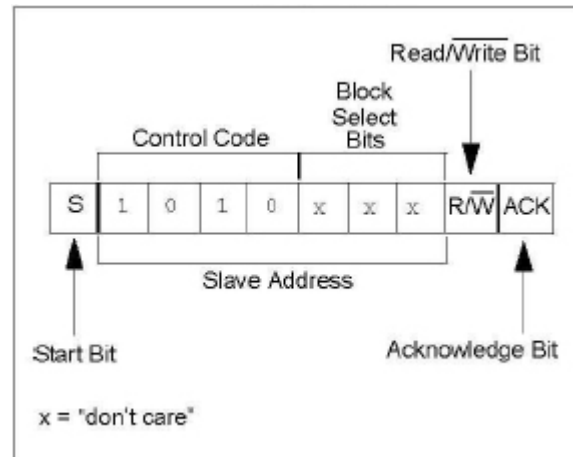 Read/Write Bit
Block
Select
Bits
Control Code
S 1 0 1 0 x x x R/W ACK
Slave Address
Start Bit
Acknowledge Bit
x = "don't care"